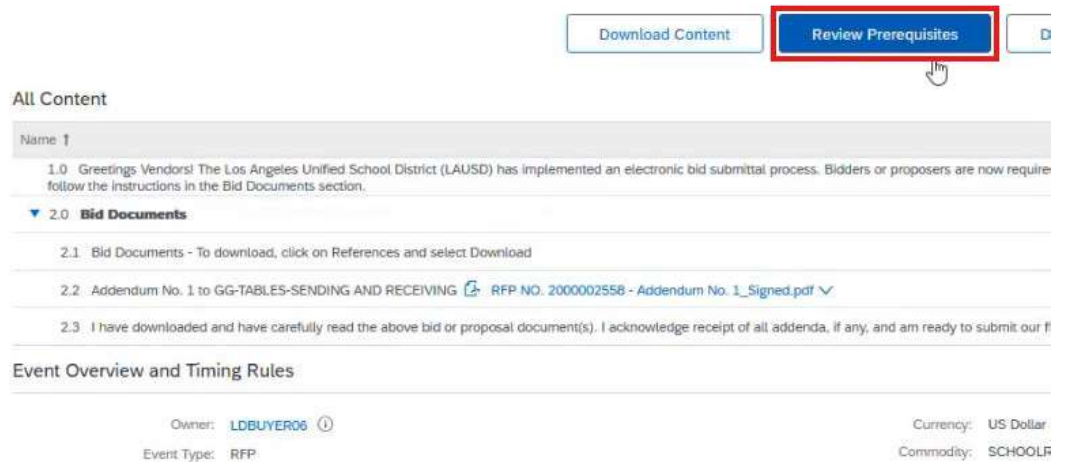 Download Content
Review Prerequisites
D
All Content
Name ↑
1.0 Greetings Vendors! The Los Angeles Unified School District (LAUSD) has implemented an electronic bid submittal process. Bidders or proposers are now require
follow the instructions in the Bid Documents section.
▼ 2.0 Bid Documents
2.1 Bid Documents - To download, click on References and select Download
2.2 Addendum No. 1 to GG-TABLES-SENDING AND RECEIVING RFP NO. 2000002558 - Addendum No. 1_Signed.pdf
2.3 I have downloaded and have carefully read the above bid or proposal document(s). I acknowledge receipt of all addenda, if any, and am ready to submit our f
Event Overview and Timing Rules
Owner: LDBUYER06
Currency: US Dollar
Event Type: RFP
Commodity: SCHOOLR